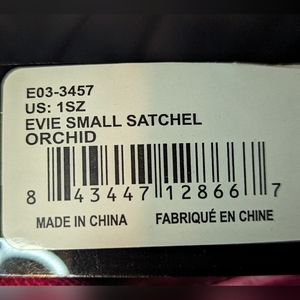 E03-3457
US: 1SZ
EVIE SMALL SATCHEL
ORCHID
8 43447 12866 7
MADE IN CHINA FABRIQUÉ EN CHINE